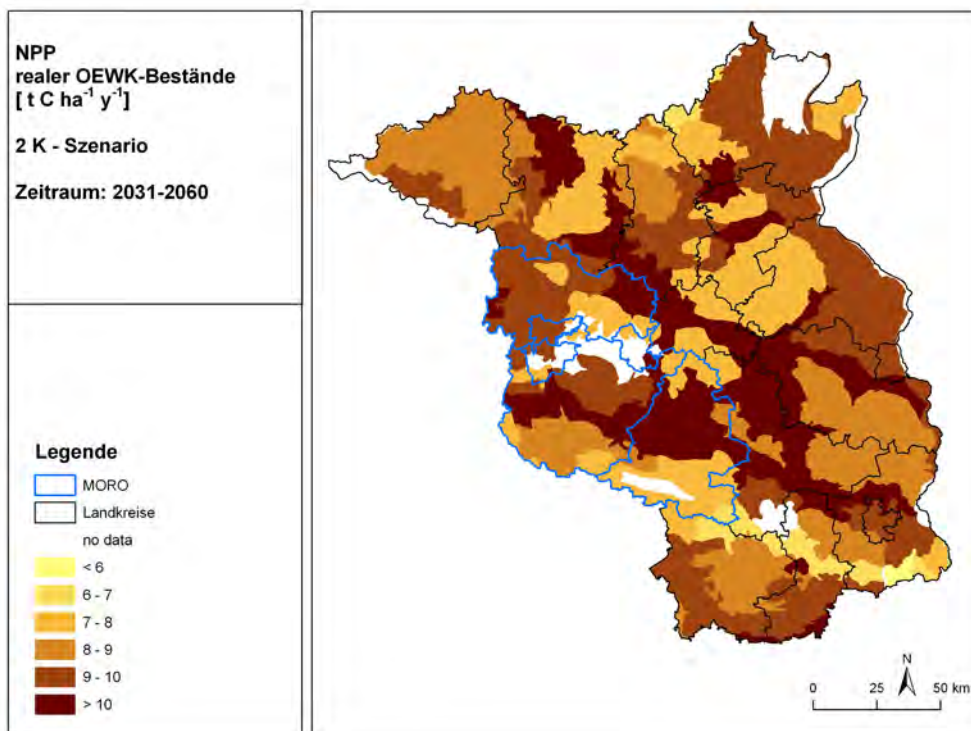 NPP
realer OEWK-Bestände
[ t C ha⁻¹ y⁻¹]
2 K - Szenario
Zeitraum: 2031-2060
Legende
MORO
Landkreise
no data
< 6
6 - 7
7 - 8
8 - 9
9 - 10
> 10
N
0 25 50 km